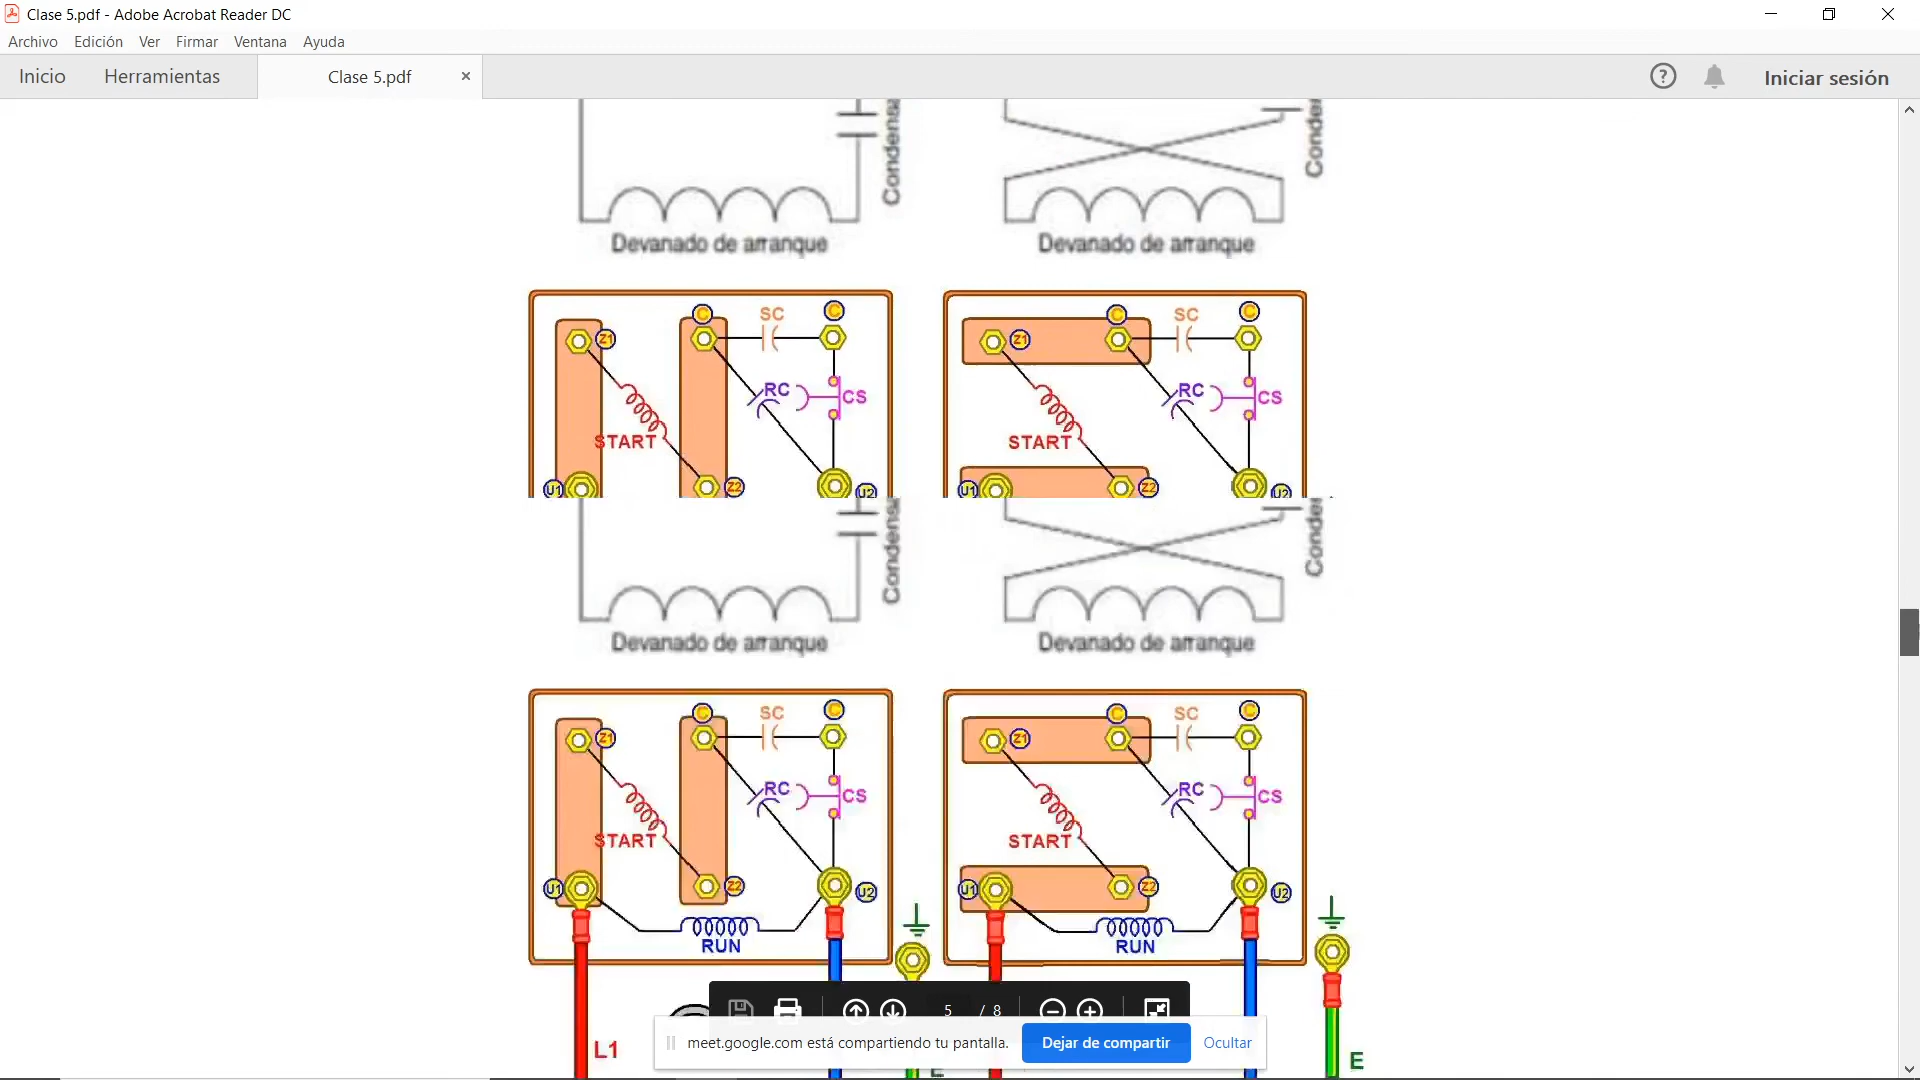 Clase 5.pdf - Adobe Acrobat Reader DC
Archivo Edición Ver Firmar Ventana Ayuda
Inicio Herramientas Clase 5.pdf × ? Iniciar sesión
Devanado de arranque Devanado de arranque
C SC C C SC C
Z1 Z1
RC CS RC CS
START START
U1 Z2 U2 U1 Z2 U2
Devanado de arranque Devanado de arranque
C SC C C SC C
Z1 Z1
RC CS RC CS
START START
U1 Z2 U2 U1 Z2 U2
RUN RUN
5 / 8
meet.google.com está compartiendo tu pantalla. Dejar de compartir Ocultar
L1 E E